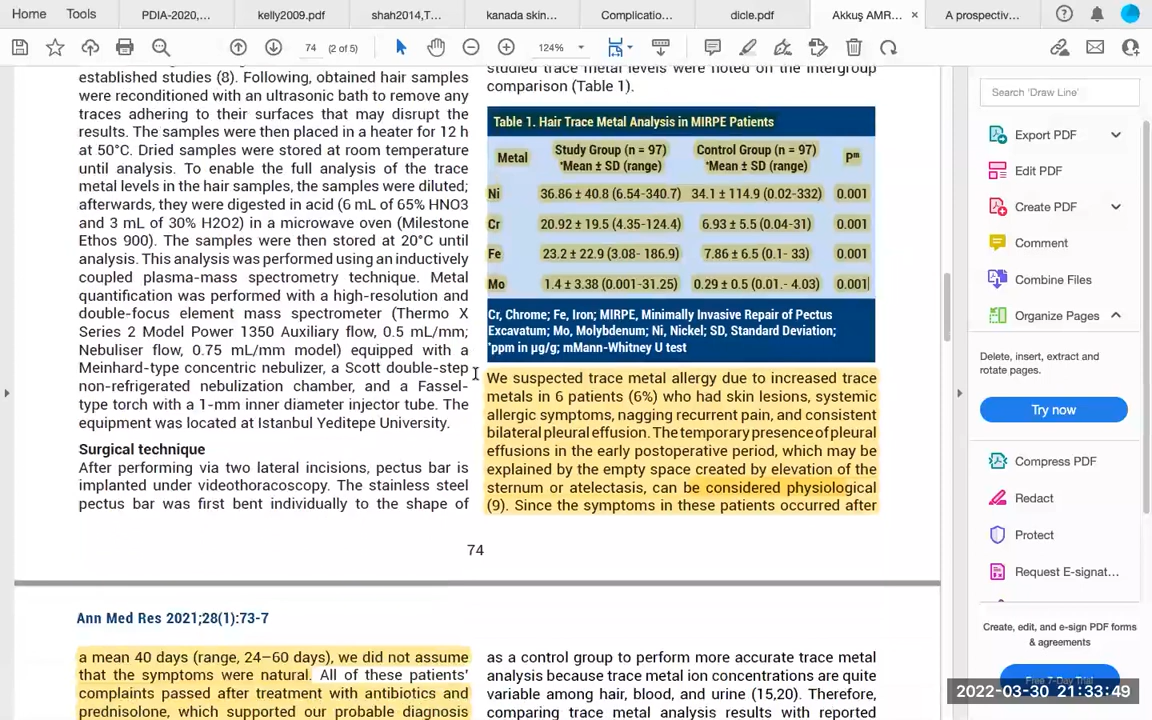 Home
Tools
PDIA-2020,...
kelly2009.pdf
shah2014,T...
kanada skin...
Complicatio...
dicle.pdf
Akkuş AMR...
×
A prospectiv...
74
(2 of 5)
124%
established studies (8). Following, obtained hair samples
were reconditioned with an ultrasonic bath to remove any
traces adhering to their surfaces that may disrupt the
results. The samples were then placed in a heater for 12 h
at 50°C. Dried samples were stored at room temperature
until analysis. To enable the full analysis of the trace
metal levels in the hair samples, the samples were diluted;
afterwards, they were digested in acid (6 mL of 65% HNO3
and 3 mL of 30% H2O2) in a microwave oven (Milestone
Ethos 900). The samples were then stored at 20°C until
analysis. This analysis was performed using an inductively
coupled plasma-mass spectrometry technique. Metal
quantification was performed with a high-resolution and
double-focus element mass spectrometer (Thermo X
Series 2 Model Power 1350 Auxiliary flow, 0.5 mL/mm;
Nebuliser flow, 0.75 mL/mm model) equipped with a
Meinhard-type concentric nebulizer, a Scott double-step
non-refrigerated nebulization chamber, and a Fassel-
type torch with a 1-mm inner diameter injector tube. The
equipment was located at Istanbul Yeditepe University.
Surgical technique
After performing via two lateral incisions, pectus bar is
implanted under videothoracoscopy. The stainless steel
pectus bar was first bent individually to the shape of
studied trace metal levels were noted on the intergroup
comparison (Table 1).
Table 1. Hair Trace Metal Analysis in MIRPE Patients
Metal Study Group (n = 97) *Mean ± SD (range) Control Group (n = 97) *Mean ± SD (range) Pᵐ
Ni 36.86 ± 40.8 (6.54-340.7) 34.1 ± 114.9 (0.02-332) 0.001
Cr 20.92 ± 19.5 (4.35-124.4) 6.93 ± 5.5 (0.04-31) 0.001
Fe 23.2 ± 22.9 (3.08- 186.9) 7.86 ± 6.5 (0.1- 33) 0.001
Mo 1.4 ± 3.38 (0.001-31.25) 0.29 ± 0.5 (0.01.- 4.03) 0.001
Cr, Chrome; Fe, Iron; MIRPE, Minimally Invasive Repair of Pectus
Excavatum; Mo, Molybdenum; Ni, Nickel; SD, Standard Deviation;
*ppm in µg/g; mMann-Whitney U test
We suspected trace metal allergy due to increased trace
metals in 6 patients (6%) who had skin lesions, systemic
allergic symptoms, nagging recurrent pain, and consistent
bilateral pleural effusion. The temporary presence of pleural
effusions in the early postoperative period, which may be
explained by the empty space created by elevation of the
sternum or atelectasis, can be considered physiological
(9). Since the symptoms in these patients occurred after
74
Ann Med Res 2021;28(1):73-7
a mean 40 days (range, 24–60 days), we did not assume
that the symptoms were natural. All of these patients’
complaints passed after treatment with antibiotics and
prednisolone, which supported our probable diagnosis
as a control group to perform more accurate trace metal
analysis because trace metal ion concentrations are quite
variable among hair, blood, and urine (15,20). Therefore,
comparing trace metal analysis results with reported
Search 'Draw Line'
Export PDF
Edit PDF
Create PDF
Comment
Combine Files
Organize Pages
Delete, insert, extract and
rotate pages.
Try now
Compress PDF
Redact
Protect
Request E-signat...
Create, edit, and e-sign PDF forms
& agreements
Free 7-Day Trial
2022-03-30 21:33:49